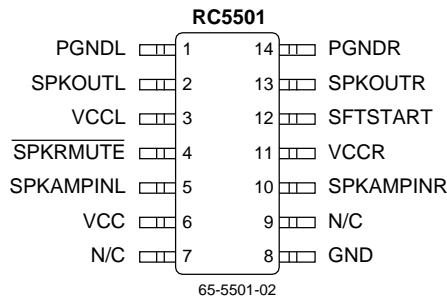 RC5501
PGNDL 1 14 PGNDR
SPKOUTL 2 13 SPKOUTR
VCCL 3 12 SFTSTART
SPKRMUTE 4 11 VCCR
SPKAMPINL 5 10 SPKAMPINR
VCC 6 9 N/C
N/C 7 8 GND
65-5501-02